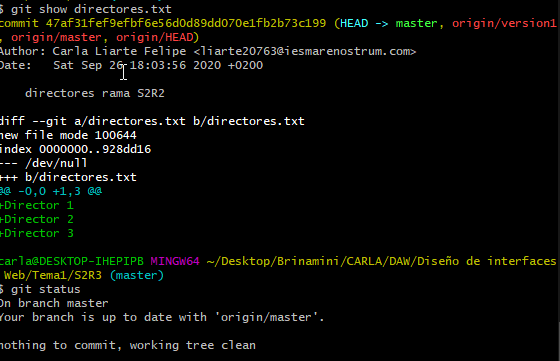 $ git show directores.txt
commit 47af31fef9efbf6e56d0d89dd070e1fb2b73c199 (HEAD -> master, origin/version1
, origin/master, origin/HEAD)
Author: Carla Liarte Felipe <liarte20763@iesmarenostrum.com>
Date:   Sat Sep 26 18:03:56 2020 +0200
directores rama S2R2
diff --git a/directores.txt b/directores.txt
new file mode 100644
index 0000000..928dd16
--- /dev/null
+++ b/directores.txt
@@ -0,0 +1,3 @@
+Director 1
+Director 2
+Director 3
carla@DESKTOP-IHEPIPB MINGW64 ~/Desktop/Brinamini/CARLA/DAW/Diseño de interfaces
Web/Tema1/S2R3 (master)
$ git status
On branch master
Your branch is up to date with 'origin/master'.
nothing to commit, working tree clean